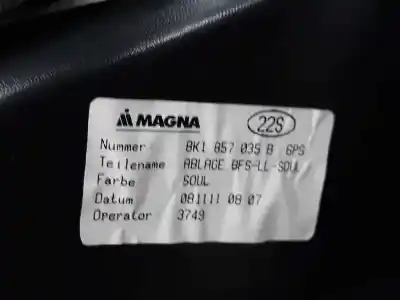 MAGNA
22S
Nummer 8K1 857 035 B 6PS
Teilename ABLAGE BFS-LL-SOUL
Farbe SOUL
Datum 081111 08 07
Operator 3749